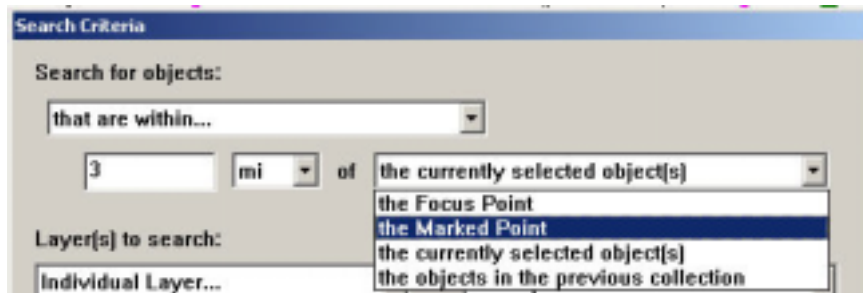 Search Criteria
Search for objects:
that are within...
3 mi of the currently selected object(s)
the Focus Point
the Marked Point
the currently selected object(s)
the objects in the previous collection
Layer(s) to search:
Individual Layer...